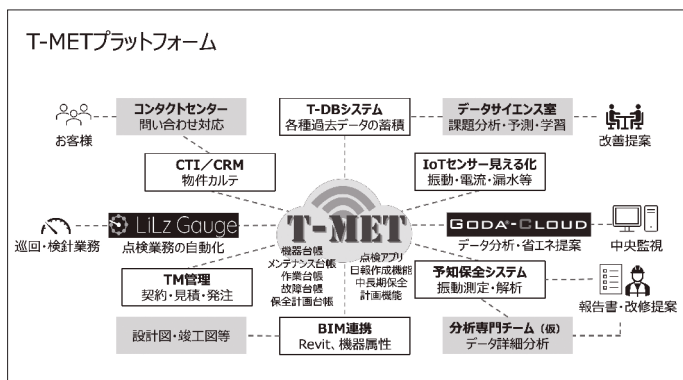 T-METプラットフォーム
お客様
コンタクトセンター
問い合わせ対応
T-DBシステム
各種過去データの蓄積
データサイエンス室
課題分析・予測・学習
改善提案
CTI／CRM
物件カルテ
IoTセンサー見える化
振動・電流・漏水等
巡回・検針業務
LiLz Gauge
点検業務の自動化
T-MET
機器台帳
メンテナンス台帳
作業台帳
故障台帳
保全計画台帳
点検アプリ
日報作成機能
中長期保全
計画機能
GODA-CLOUD
データ分析・省エネ提案
中央監視
TM管理
契約・見積・発注
予知保全システム
振動測定・解析
報告書・改修提案
設計図・竣工図等
BIM連携
Revit、機器属性
分析専門チーム（仮）
データ詳細分析